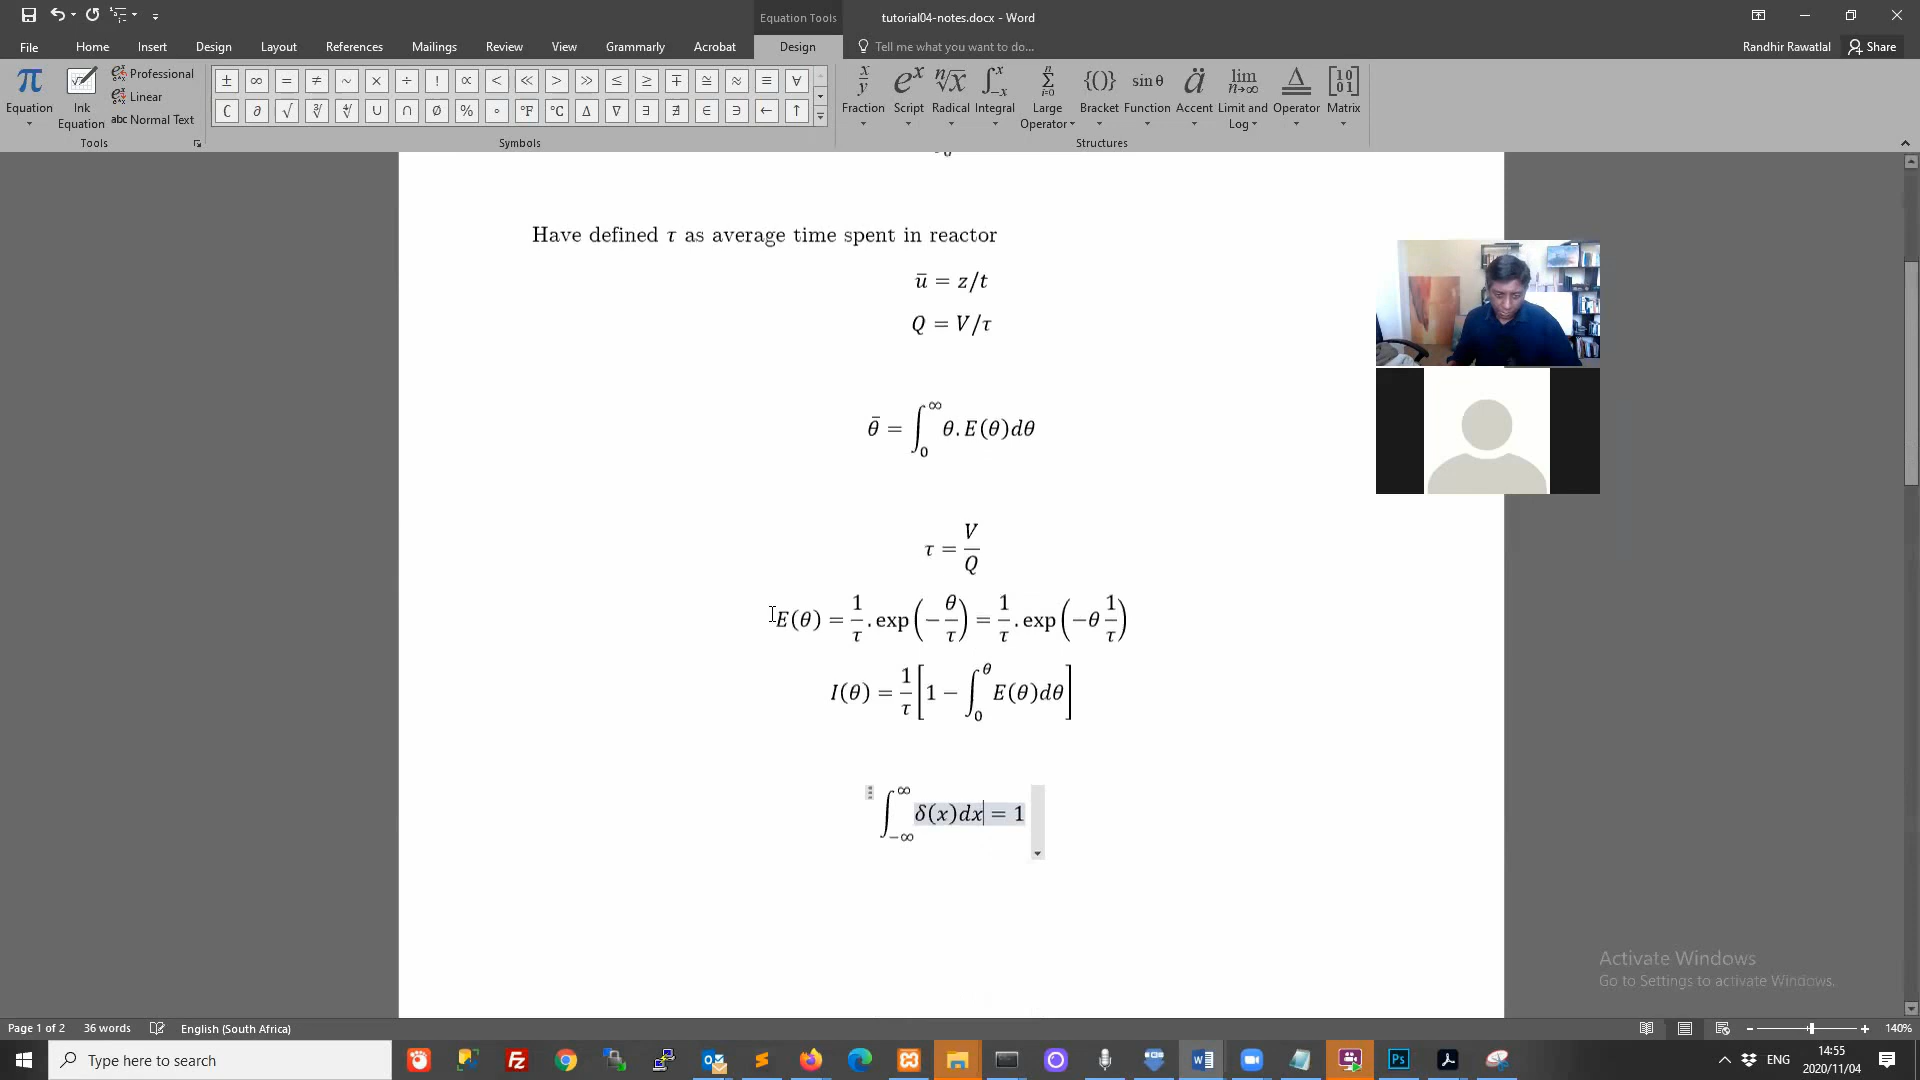 tutorial04-notes.docx - Word
Equation Tools
File Home Insert Design Layout References Mailings Review View Grammarly Acrobat Design Tell me what you want to do... Randhir Rawatlal Share
Equation
Ink Equation
Professional
Linear
abc Normal Text
Tools
± ∞ = ≠ ~ × ÷ ! ∝ < ≪ > ≫ ≤ ≥ ∓ ≅ ≈ ≡ ∀
∁ ∂ √ ∛ ∜ ∪ ∩ ∅ % ° °F °C ∆ ∇ ∃ ∄ ∈ ∋ ← ↑
Symbols
Fraction Script Radical Integral Large Operator Bracket Function Accent Limit and Log Operator Matrix
Structures
Have defined τ as average time spent in reactor
ū = z/t
Q = V/τ
θ̄ = ∫₀^∞ θ. E(θ)dθ
τ = V/Q
E(θ) = 1/τ . exp(−θ/τ) = 1/τ . exp(−θ 1/τ)
I(θ) = 1/τ [1 − ∫₀^θ E(θ)dθ]
∫₋∞^∞ δ(x)dx = 1
Activate Windows
Go to Settings to activate Windows.
Page 1 of 2 36 words English (South Africa) 140%
Type here to search
ENG
14:55
2020/11/04